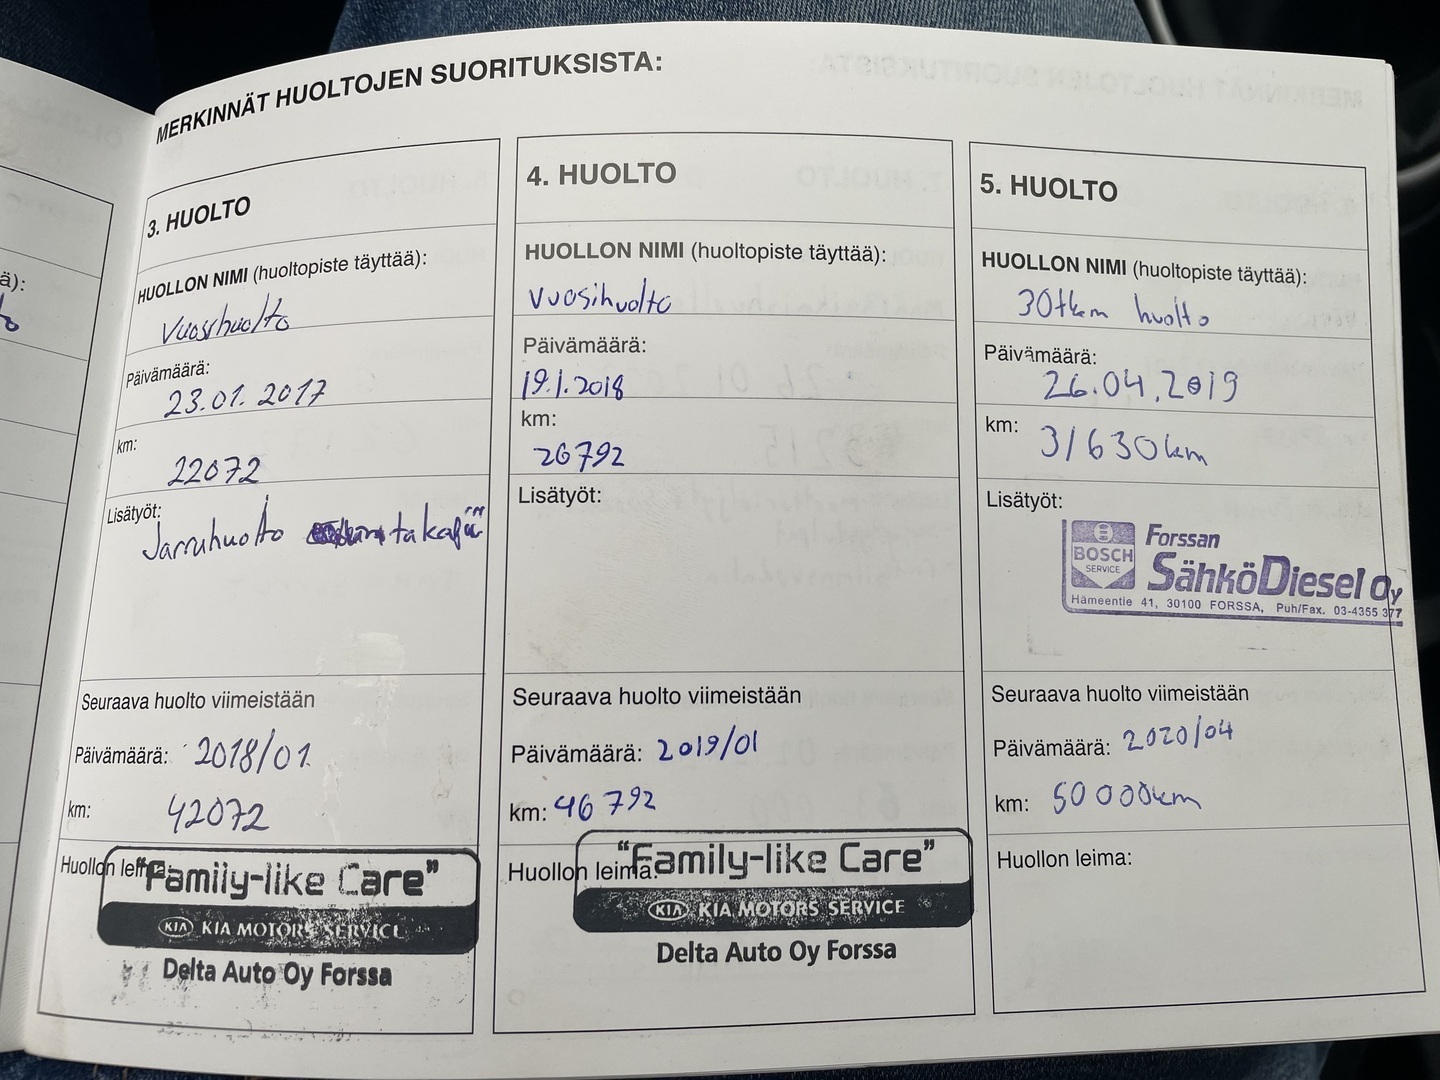 MERKINNÄT HUOLTOJEN SUORITUKSISTA:
3. HUOLTO
HUOLLON NIMI (huoltopiste täyttää):
Vuosihuolto
Päivämäärä:
23.01.2017
km:
22072
Lisätyöt:
Jarruhuolto takajü
Seuraava huolto viimeistään
Päivämäärä: 2018/01
km: 42072
Huollon leima:
"Family-like Care"
KIA KIA MOTORS SERVICE
Delta Auto Oy Forssa
4. HUOLTO
HUOLLON NIMI (huoltopiste täyttää):
Vuosihuolto
Päivämäärä:
19.1.2018
km:
26792
Lisätyöt:
Seuraava huolto viimeistään
Päivämäärä: 2019/01
km: 46792
Huollon leima:
"Family-like Care"
KIA KIA MOTORS SERVICE
Delta Auto Oy Forssa
5. HUOLTO
HUOLLON NIMI (huoltopiste täyttää):
30tkm huolto
Päivämäärä:
26.04.2019
km: 31630km
Lisätyöt:
BOSCH
SERVICE
Forssan
SähköDiesel Oy
Hämeentie 41, 30100 FORSSA, Puh/Fax. 03-4355 377
Seuraava huolto viimeistään
Päivämäärä: 2020/04
km: 50 000km
Huollon leima: